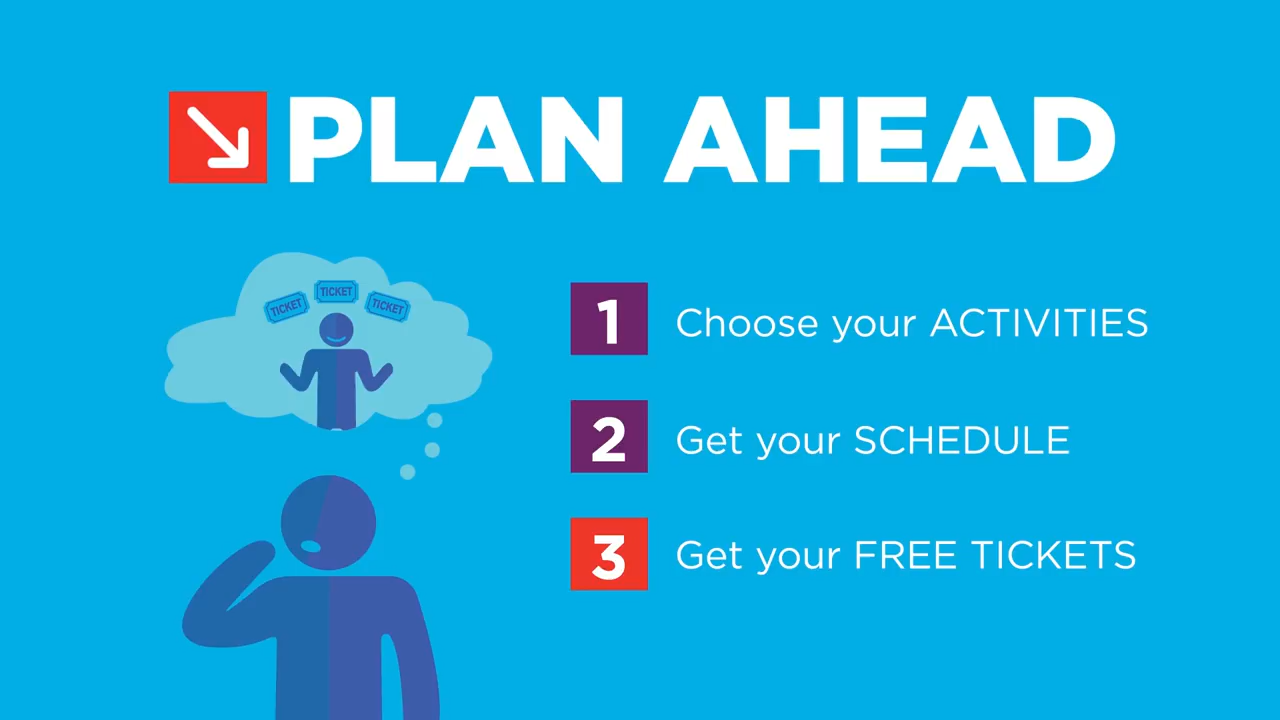 PLAN AHEAD
TICKET TICKET TICKET
1 Choose your ACTIVITIES
2 Get your SCHEDULE
3 Get your FREE TICKETS